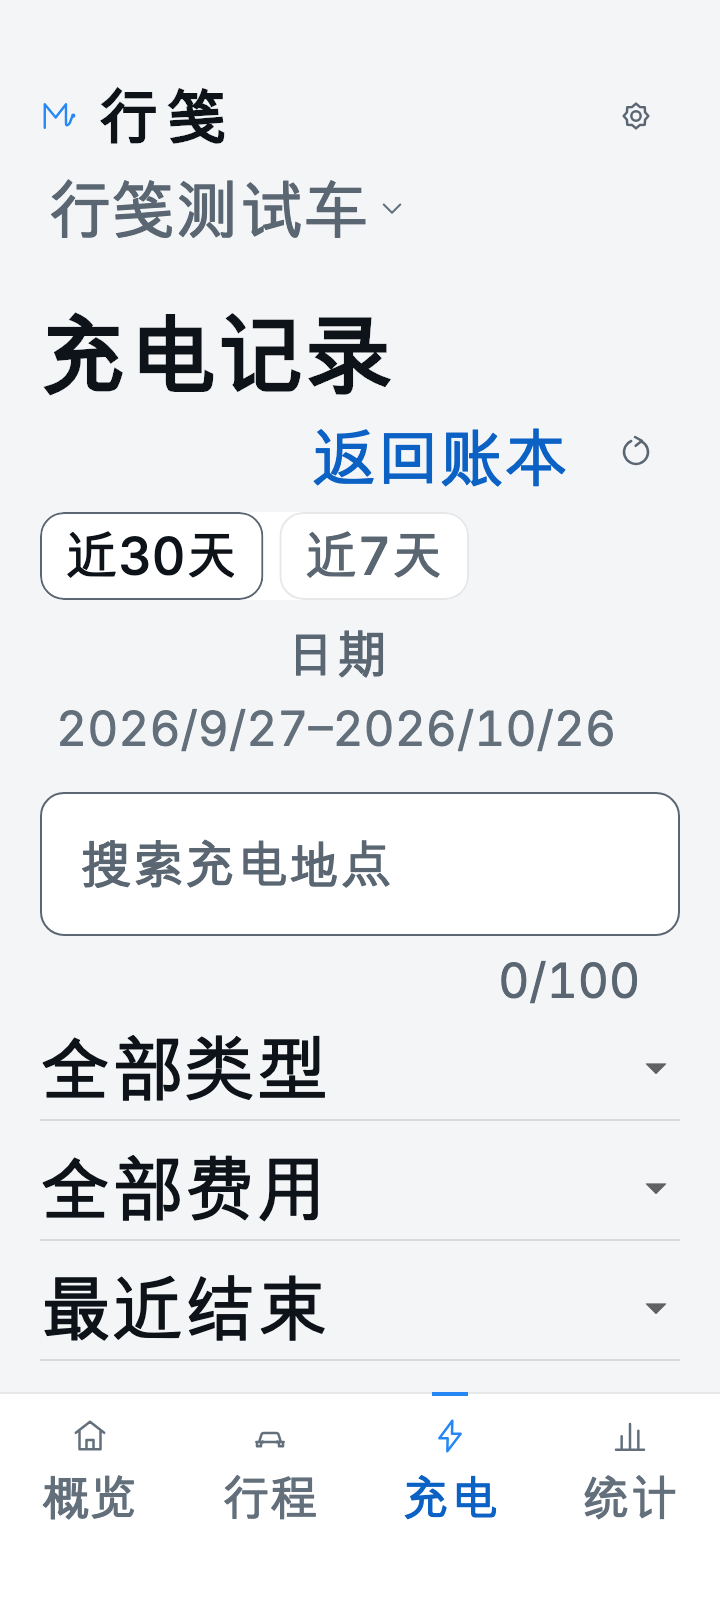 行笺
行笺测试车
充电记录
返回账本
近30天 近7天
日期
2026/9/27–2026/10/26
搜索充电地点
0/100
全部类型
全部费用
最近结束
概览 行程 充电 统计